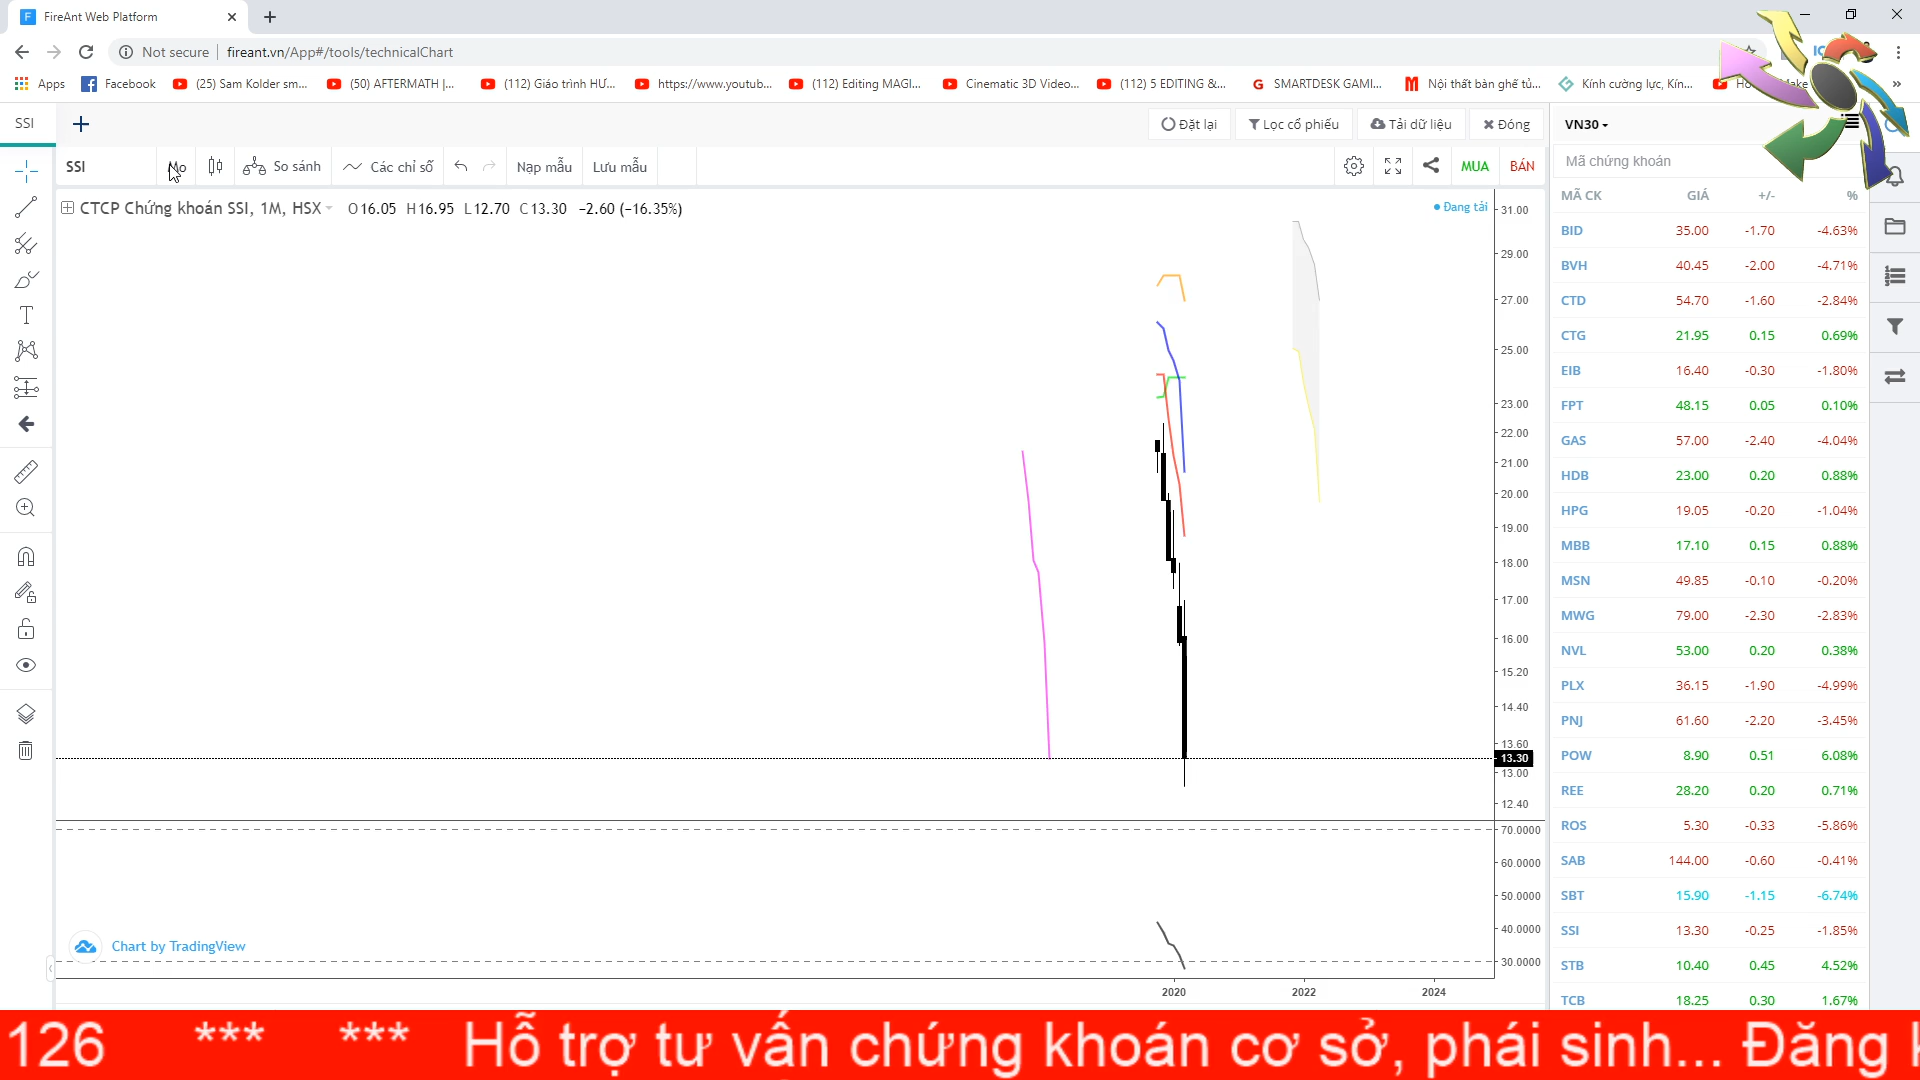 FireAnt Web Platform
Not secure
fireant.vn/App#/tools/technicalChart
Apps
Facebook
(25) Sam Kolder sm...
(50) AFTERMATH |...
(112) Giáo trình HƯ...
https://www.youtub...
(112) Editing MAGI...
Cinematic 3D Video...
(112) 5 EDITING &...
SMARTDESK GAMI...
Nội thất bàn ghế tủ...
Kính cường lực, Kín...
SSI
Đặt lại
Lọc cổ phiếu
Tải dữ liệu
Đóng
VN30
SSI
Mo
So sánh
Các chỉ số
Nạp mẫu
Lưu mẫu
MUA
BÁN
Mã chứng khoán
CTCP Chứng khoán SSI, 1M, HSX
O16.05 H16.95 L12.70 C13.30 -2.60 (-16.35%)
Đang tải
31.00
29.00
27.00
25.00
23.00
22.00
21.00
20.00
19.00
18.00
17.00
16.00
15.20
14.40
13.60
13.30
13.00
12.40
70.0000
60.0000
50.0000
40.0000
30.0000
Chart by TradingView
2020 2022 2024
MÃ CK GIÁ +/- %
BID 35.00 -1.70 -4.63%
BVH 40.45 -2.00 -4.71%
CTD 54.70 -1.60 -2.84%
CTG 21.95 0.15 0.69%
EIB 16.40 -0.30 -1.80%
FPT 48.15 0.05 0.10%
GAS 57.00 -2.40 -4.04%
HDB 23.00 0.20 0.88%
HPG 19.05 -0.20 -1.04%
MBB 17.10 0.15 0.88%
MSN 49.85 -0.10 -0.20%
MWG 79.00 -2.30 -2.83%
NVL 53.00 0.20 0.38%
PLX 36.15 -1.90 -4.99%
PNJ 61.60 -2.20 -3.45%
POW 8.90 0.51 6.08%
REE 28.20 0.20 0.71%
ROS 5.30 -0.33 -5.86%
SAB 144.00 -0.60 -0.41%
SBT 15.90 -1.15 -6.74%
SSI 13.30 -0.25 -1.85%
STB 10.40 0.45 4.52%
TCB 18.25 0.30 1.67%
126 *** *** Hỗ trợ tư vấn chứng khoán cơ sở, phái sinh... Đăng